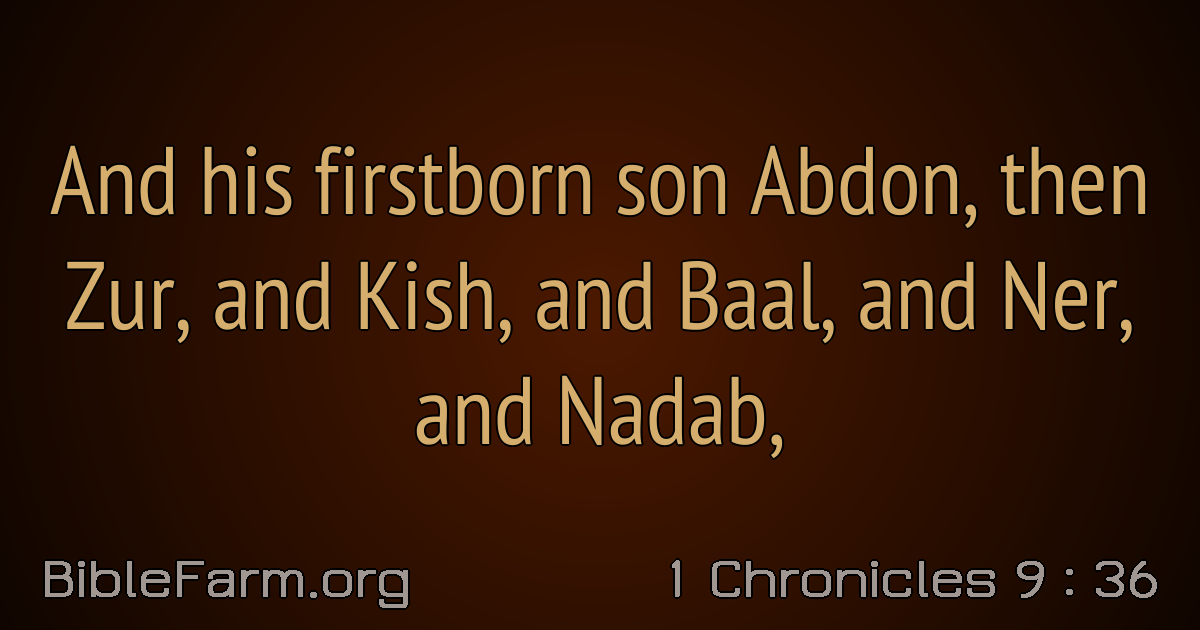 And his firstborn son Abdon, then
Zur, and Kish, and Baal, and Ner,
and Nadab,
BibleFarm.org
1 Chronicles 9 : 36